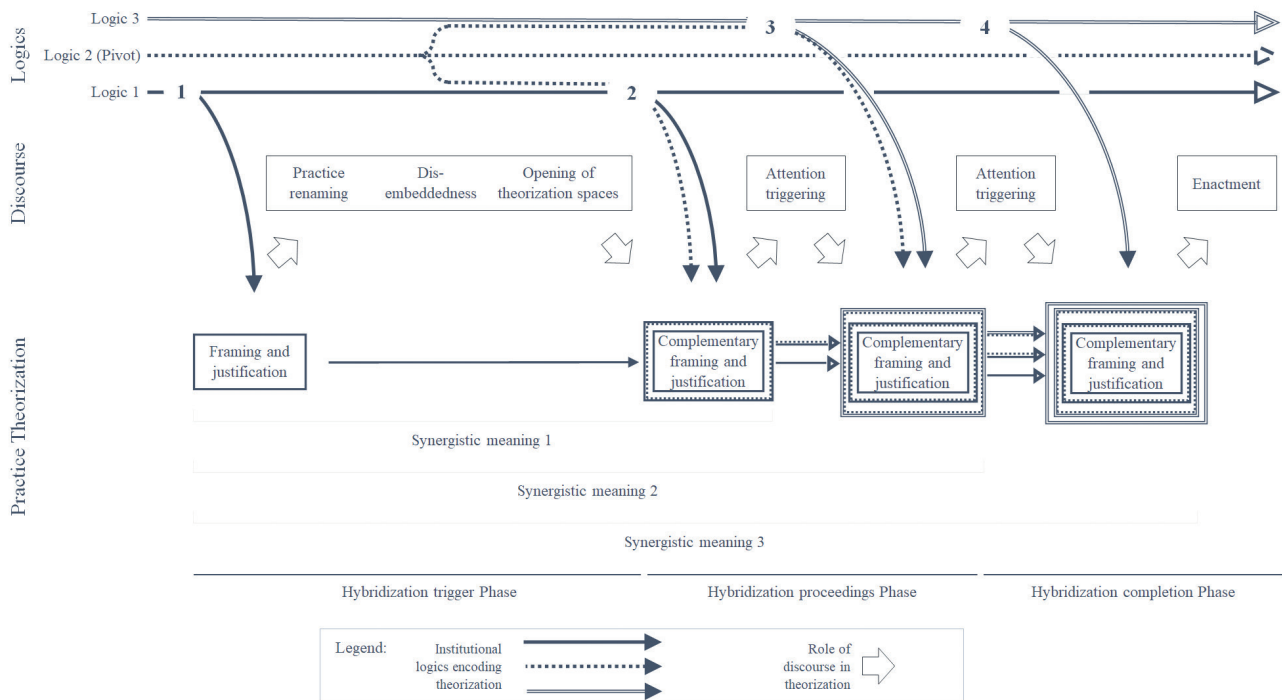 Logics
Logic 3
Logic 2 (Pivot)
Logic 1
1
2
3
4
Discourse
Practice
renaming
Dis-
embeddedness
Opening of
theorization spaces
Attention
triggering
Attention
triggering
Enactment
Practice Theorization
Framing and
justification
Complementary
framing and
justification
Complementary
framing and
justification
Complementary
framing and
justification
Synergistic meaning 1
Synergistic meaning 2
Synergistic meaning 3
Hybridization trigger Phase
Hybridization proceedings Phase
Hybridization completion Phase
Legend:
Institutional
logics encoding
theorization
Role of
discourse in
theorization